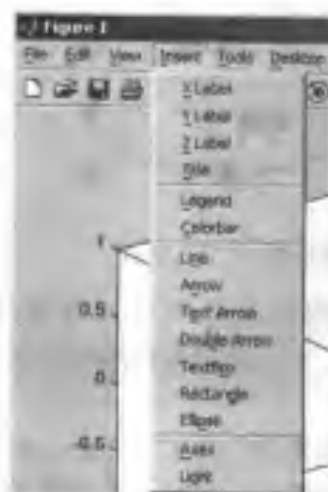 Figure 1
File Edit View Insert Tools Desktop
X Label
Y Label
Z Label
Title
Legend
Colorbar
Line
Arrow
Text Arrow
Double Arrow
TextBox
Rectangle
Ellipse
Axes
Light
1
0.5
0
-0.5